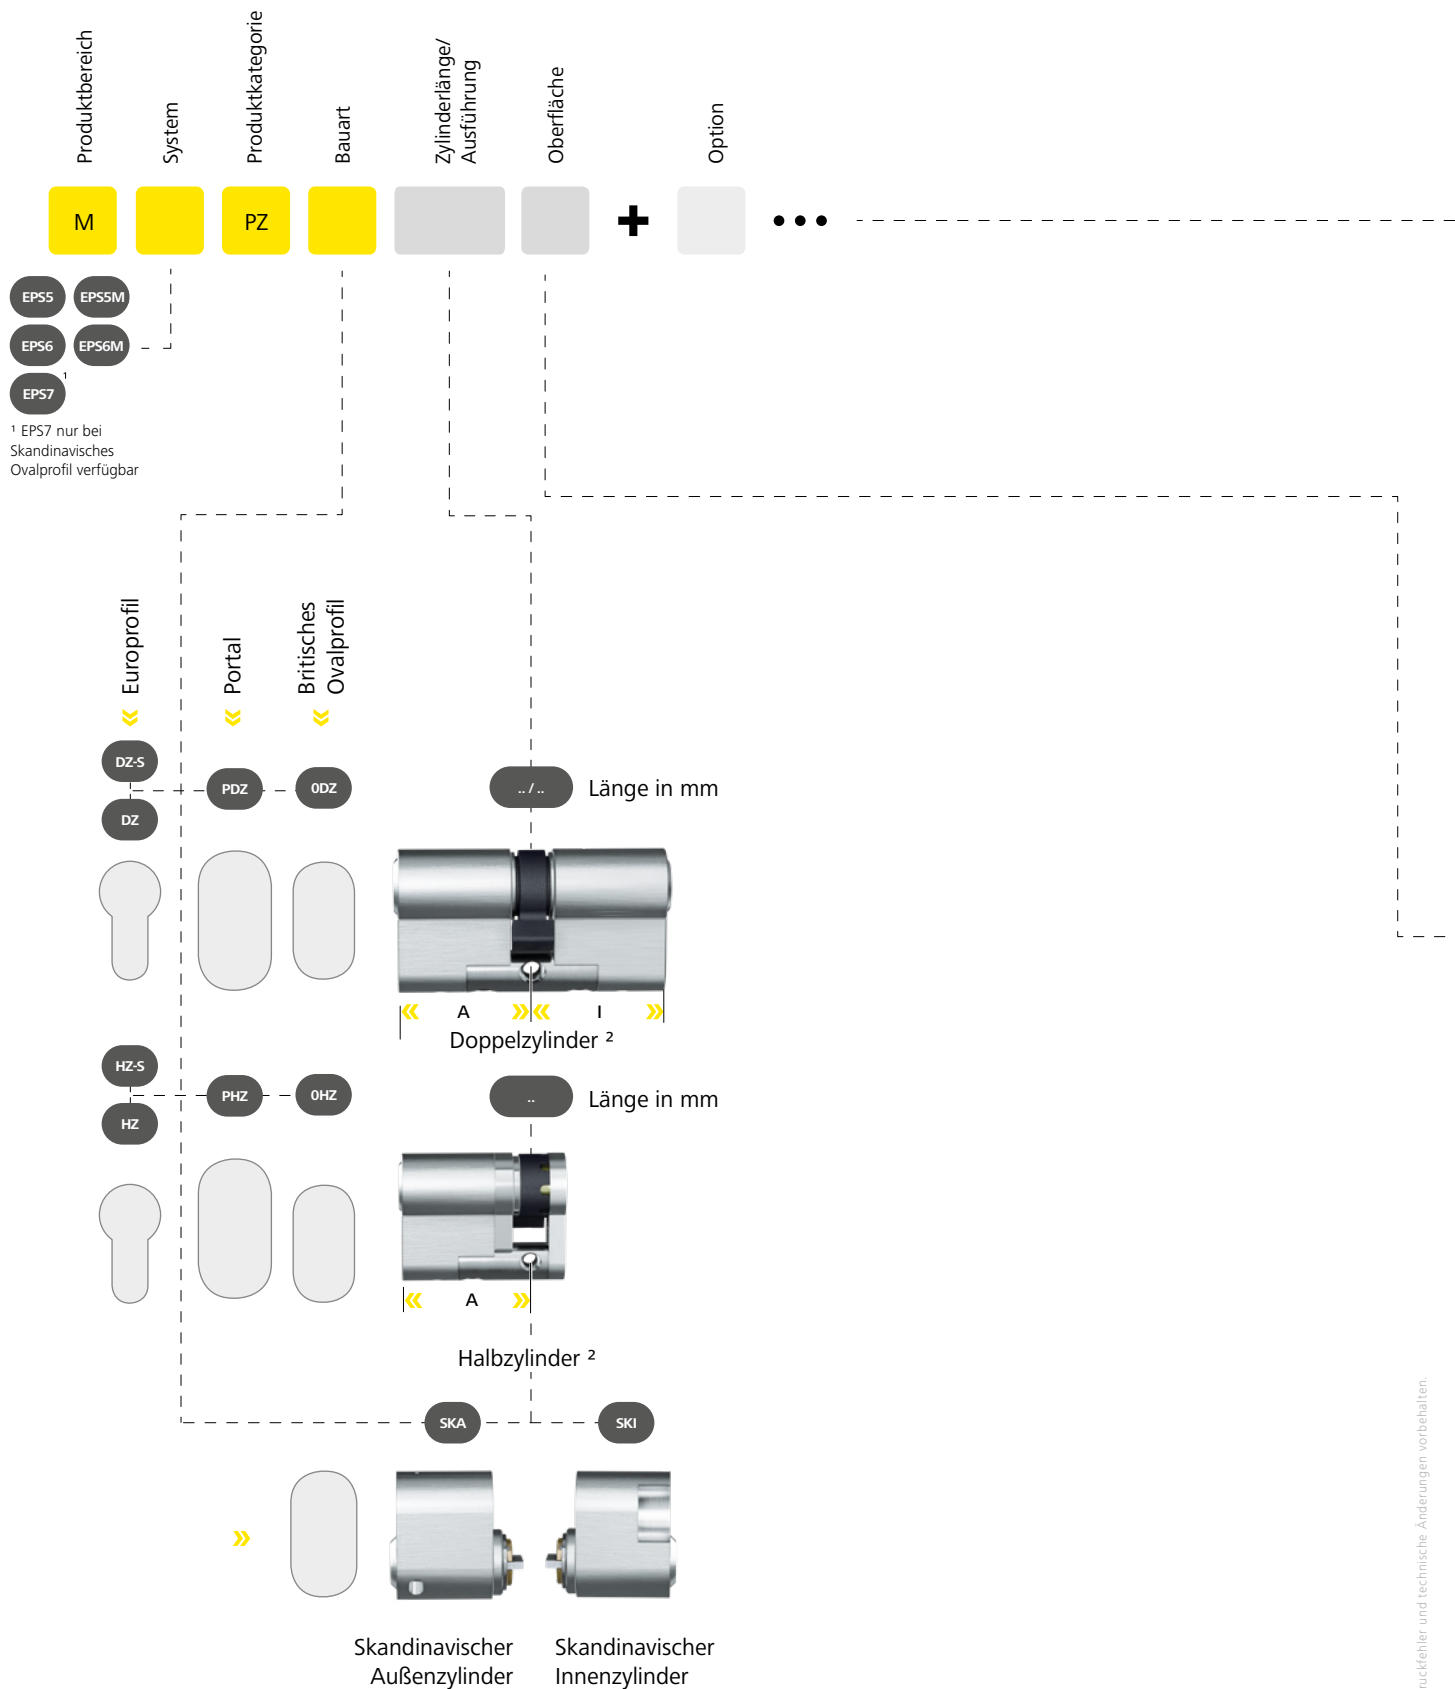 Produktbereich
System
Produktkategorie
Bauart
Zylinderlänge/
Ausführung
Oberfläche
Option
M
PZ
+
...
EPS5
EPS5M
EPS6
EPS6M
EPS7
1
¹ EPS7 nur bei
Skandinavisches
Ovalprofil verfügbar
Europrofil
Portal
Britisches
Ovalprofil
DZ-S
DZ
PDZ
0DZ
.. / ..
Länge in mm
A
I
Doppelzylinder ²
HZ-S
HZ
PHZ
0HZ
..
Länge in mm
A
Halbzylinder ²
SKA
SKI
Skandinavischer
Außenzylinder
Skandinavischer
Innenzylinder
ruckfehler und technische Änderungen vorbehalten.